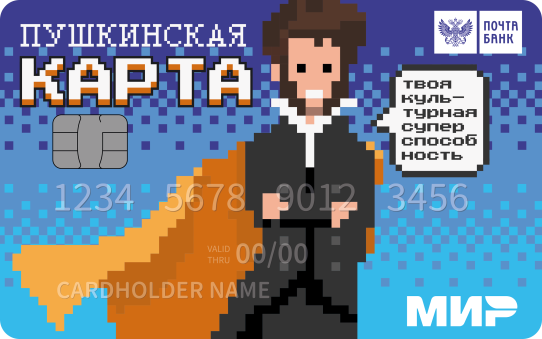 ПУШКИНСКАЯ
КАРТА
ПОЧТА
БАНК
твоя
куль–
турная
супер
способ
ность
1234 5678 9012 3456
VALID
THRU 00/00
CARDHOLDER NAME
МИР